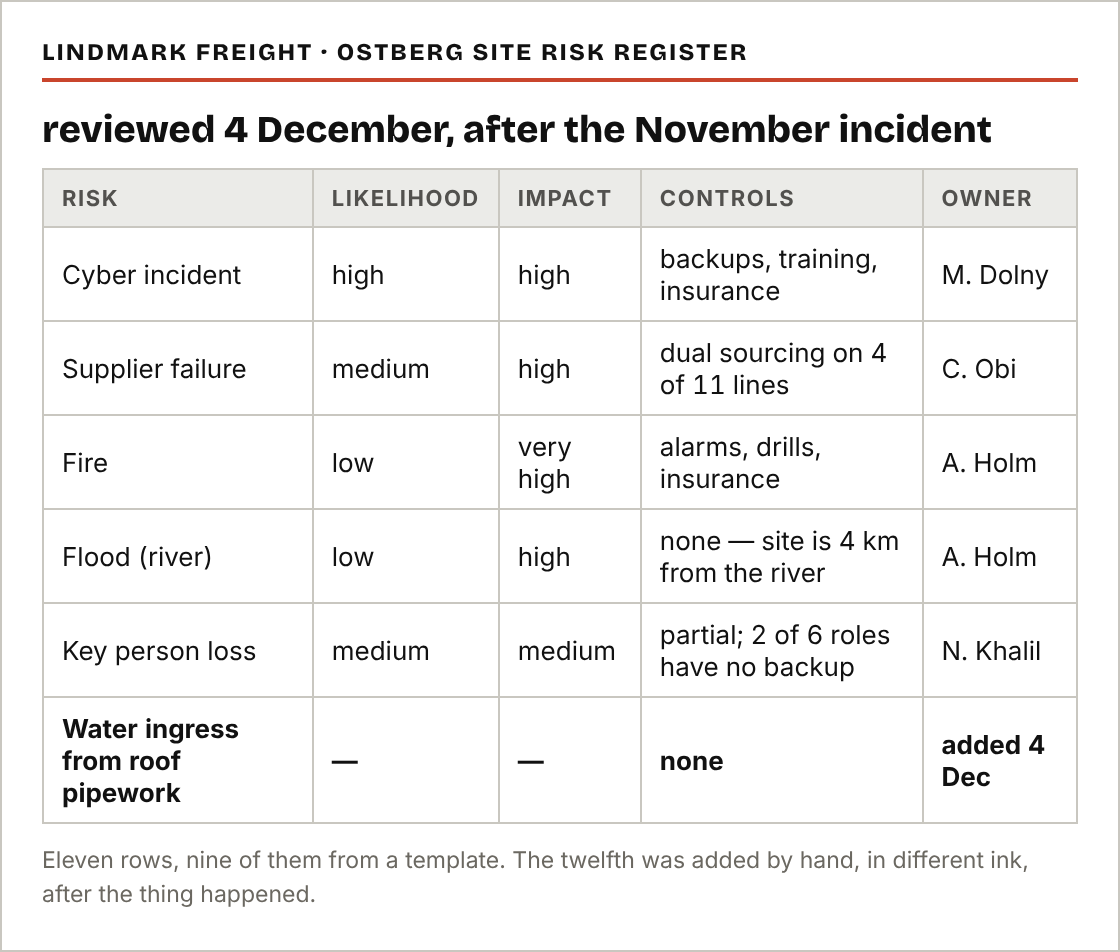 LINDMARK FREIGHT · OSTBERG SITE RISK REGISTER
reviewed 4 December, after the November incident
RISK LIKELIHOOD IMPACT CONTROLS OWNER
Cyber incident high high backups, training, insurance M. Dolny
Supplier failure medium high dual sourcing on 4 of 11 lines C. Obi
Fire low very high alarms, drills, insurance A. Holm
Flood (river) low high none — site is 4 km from the river A. Holm
Key person loss medium medium partial; 2 of 6 roles have no backup N. Khalil
Water ingress from roof pipework — — none added 4 Dec
Eleven rows, nine of them from a template. The twelfth was added by hand, in different ink,
after the thing happened.